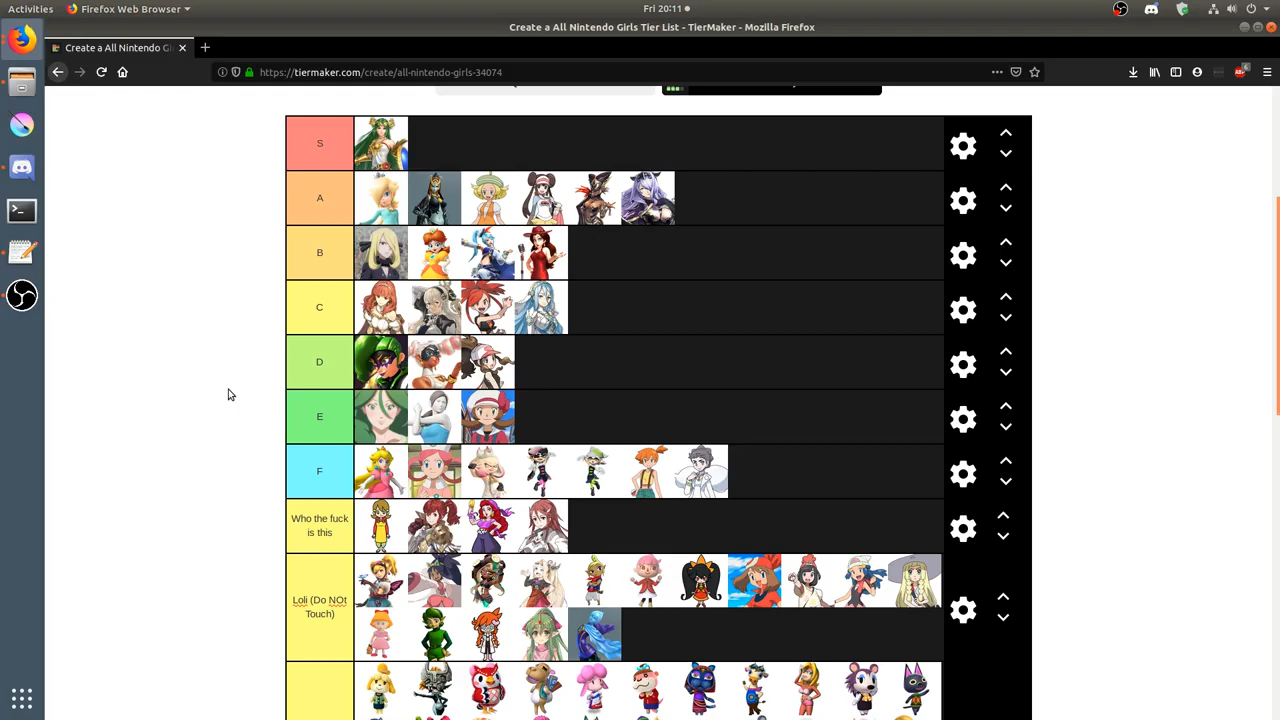 Activities
Firefox Web Browser
Fri 20:11
Create a All Nintendo Girls Tier List - TierMaker - Mozilla Firefox
Create a All Nintendo Gi
https://tiermaker.com/create/all-nintendo-girls-34074
6
S
A
B
C
D
E
F
Who the fuck
is this
Loli (Do NOt
Touch)